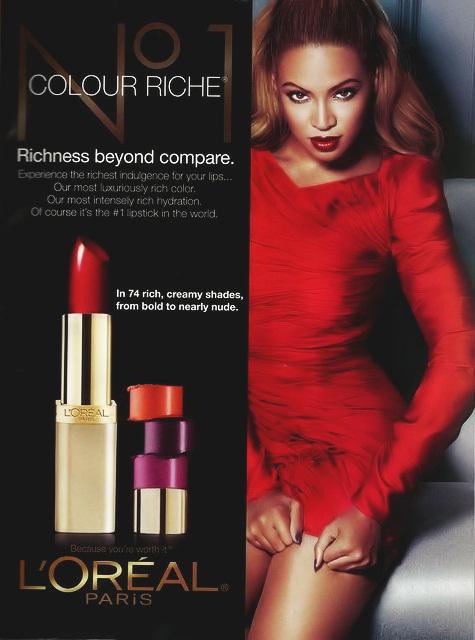 No1
COLOUR RICHE®
Richness beyond compare.
Experience the richest indulgence for your lips...
Our most luxuriously rich color.
Our most intensely rich hydration.
Of course it's the #1 lipstick in the world.
In 74 rich, creamy shades,
from bold to nearly nude.
L'ORÉAL
PARIS
Because you're worth it™
L'ORÉAL®
PARiS